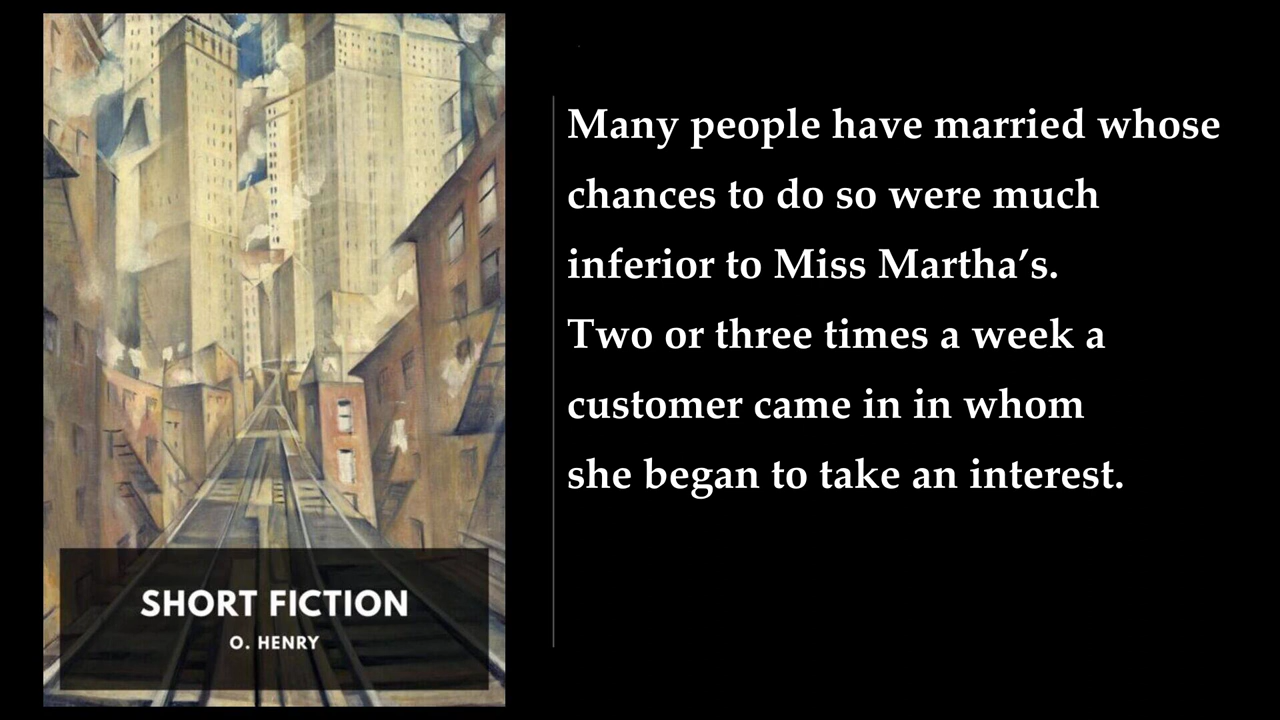 Many people have married whose
chances to do so were much
inferior to Miss Martha’s.
Two or three times a week a
customer came in in whom
she began to take an interest.
SHORT FICTION
O. HENRY